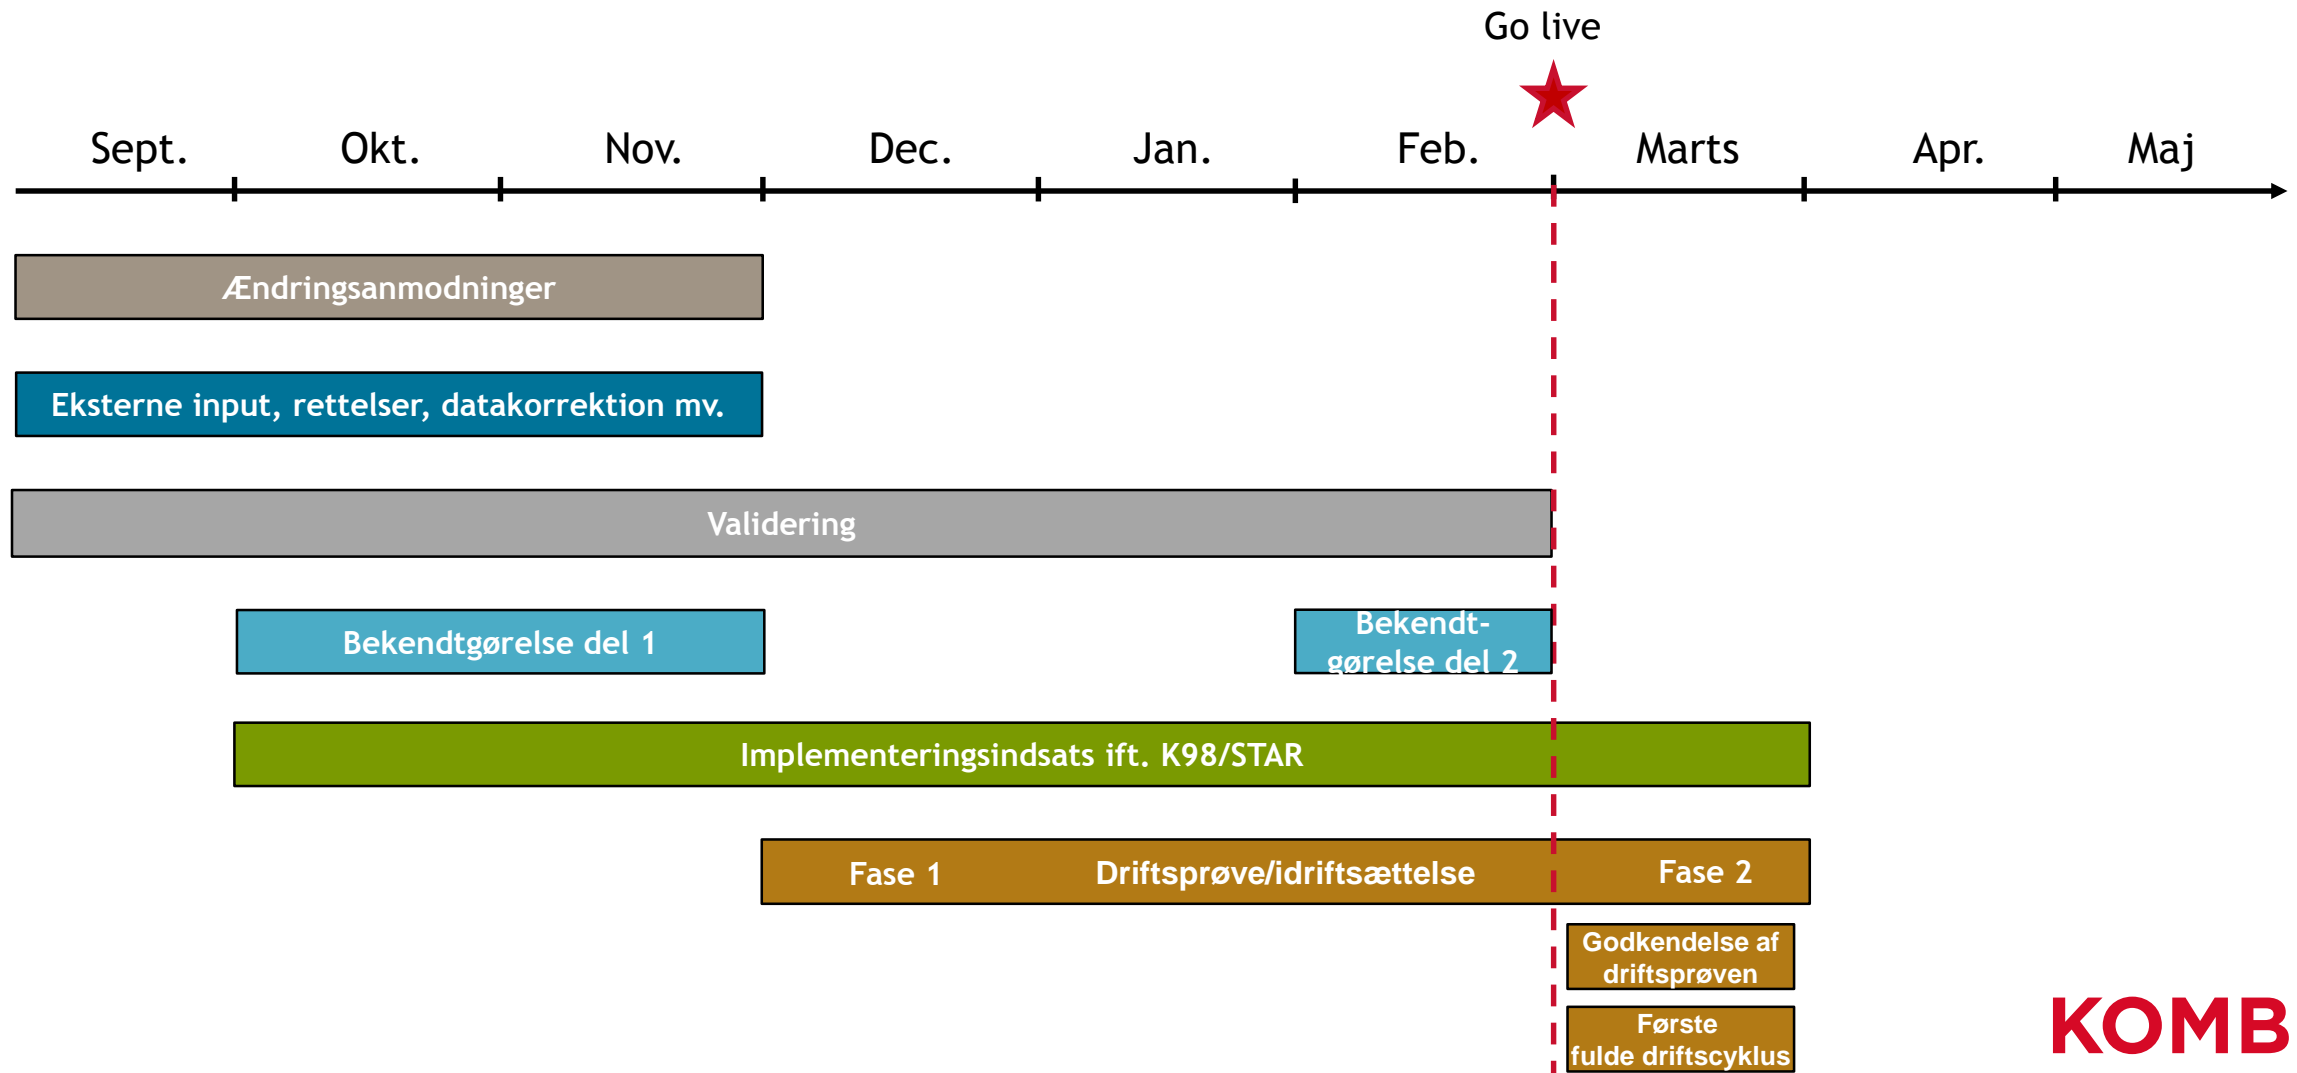 Go live
Sept.
Okt.
Nov.
Dec.
Jan.
Feb.
Marts
Apr.
Maj
Ændringsanmodninger
Eksterne input, rettelser, datakorrektion mv.
Validering
Bekendtgørelse del 1
Bekendt-
gørelse del 2
Implementeringsindsats ift. K98/STAR
Fase 1
Driftsprøve/idriftsættelse
Fase 2
Godkendelse af
driftsprøven
Første
fulde driftscyklus
KOMB